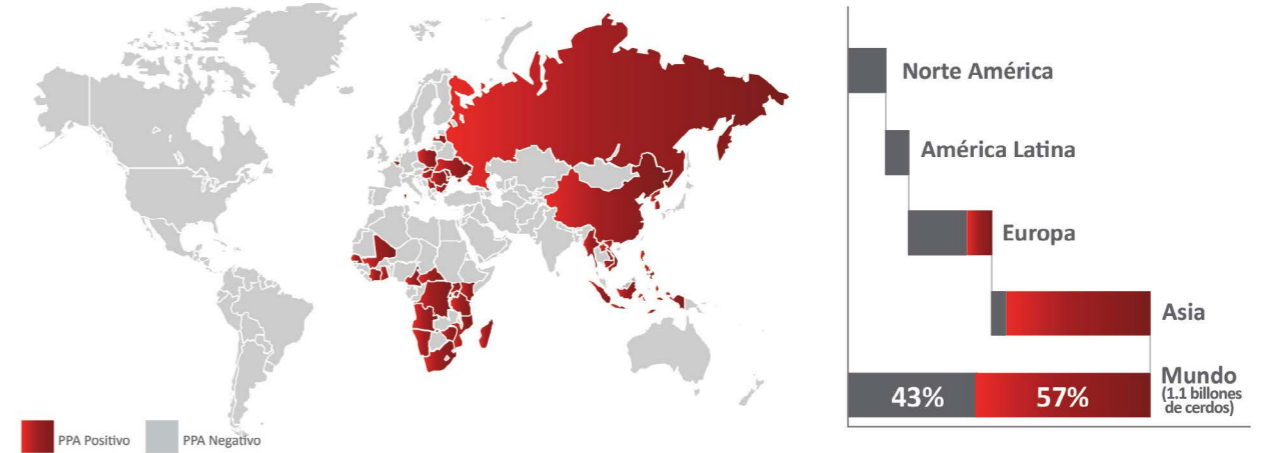 PPA Positivo
PPA Negativo
Norte América
América Latina
Europa
Asia
43%
57%
Mundo
(1.1 billones
de cerdos)